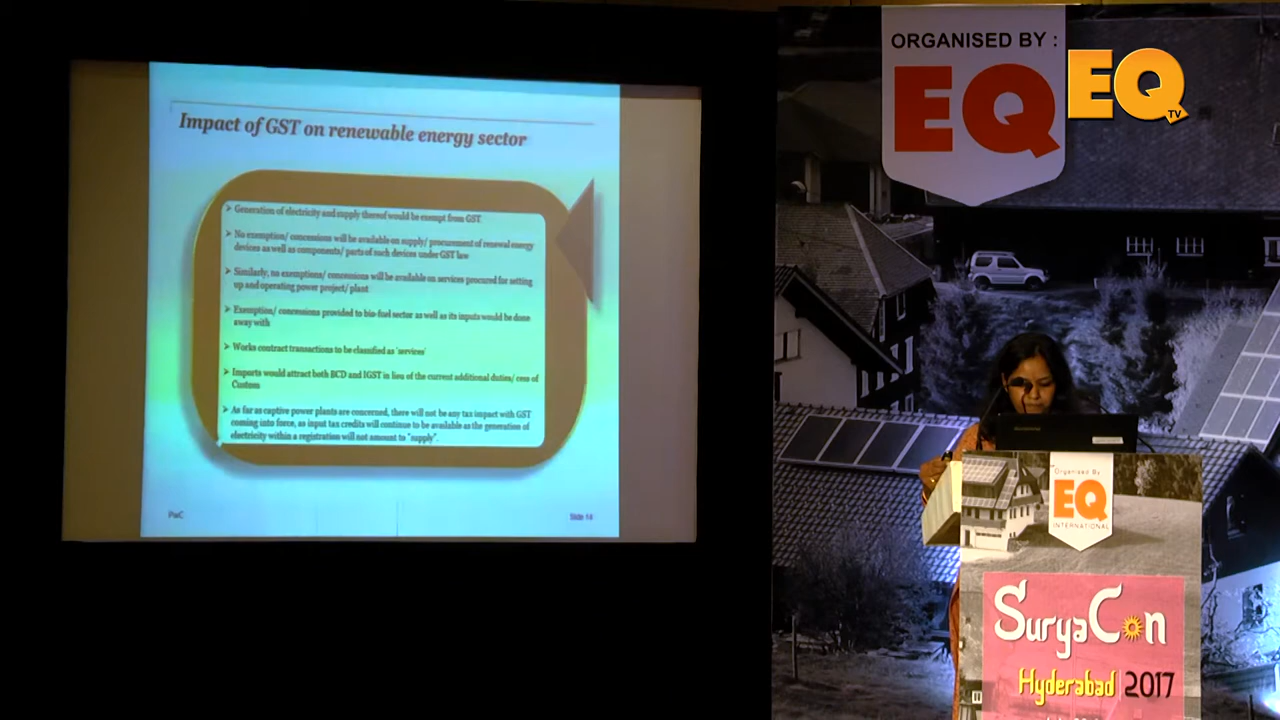 Impact of GST on renewable energy sector
➢ Generation of electricity and supply thereof would be exempt from GST
➢ No exemption/ concessions will be available on supply/ procurement of renewal energy
devices as well as components/ parts of such devices under GST law
➢ Similarly, no exemptions/ concessions will be available on services procured for setting
up and operating power project/ plant
➢ Exemption/ concessions provided to bio-fuel sector as well as its inputs would be done
away with
➢ Works contract transactions to be classified as 'services'
➢ Imports would attract both BCD and IGST in lieu of the current additional duties/ cess of
Customs
➢ As far as captive power plants are concerned, there will not be any tax impact with GST
coming into force, as input tax credits will continue to be available as the generation of
electricity within a registration will not amount to "supply".
PwC
Slide 14
ORGANISED BY :
EQ
EQ
TV
Organised By
EQ
INTERNATIONAL
SuryaCon
Hyderabad 2017